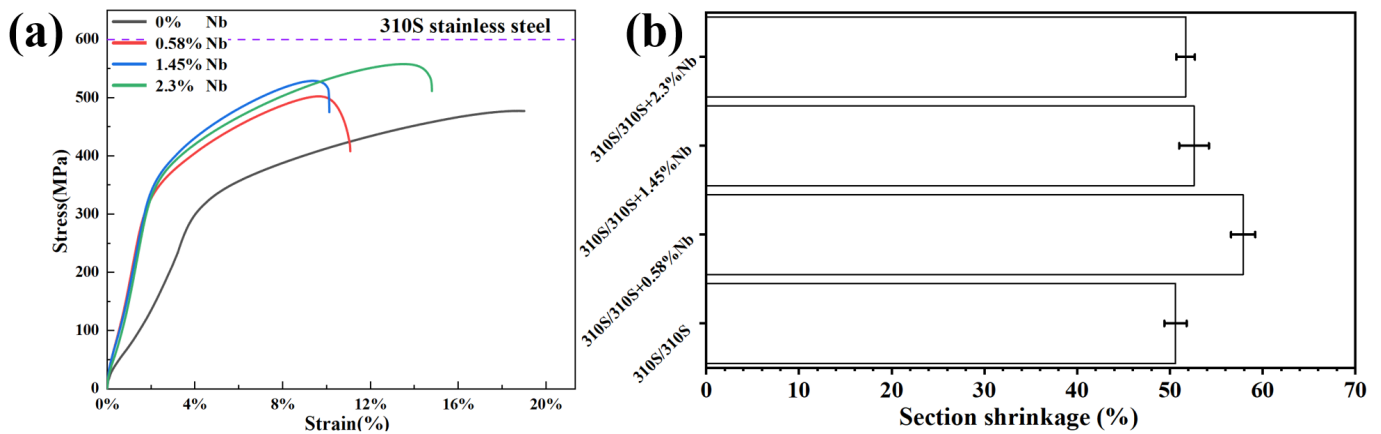 (a)
0% Nb
0.58% Nb
1.45% Nb
2.3% Nb
310S stainless steel
600
500
400
300
200
100
0
Stress(MPa)
0% 4% 8% 12% 16% 20%
Strain(%)
(b)
310S/310S+2.3%Nb
310S/310S+1.45%Nb
310S/310S+0.58%Nb
310S/310S
0 10 20 30 40 50 60 70
Section shrinkage (%)